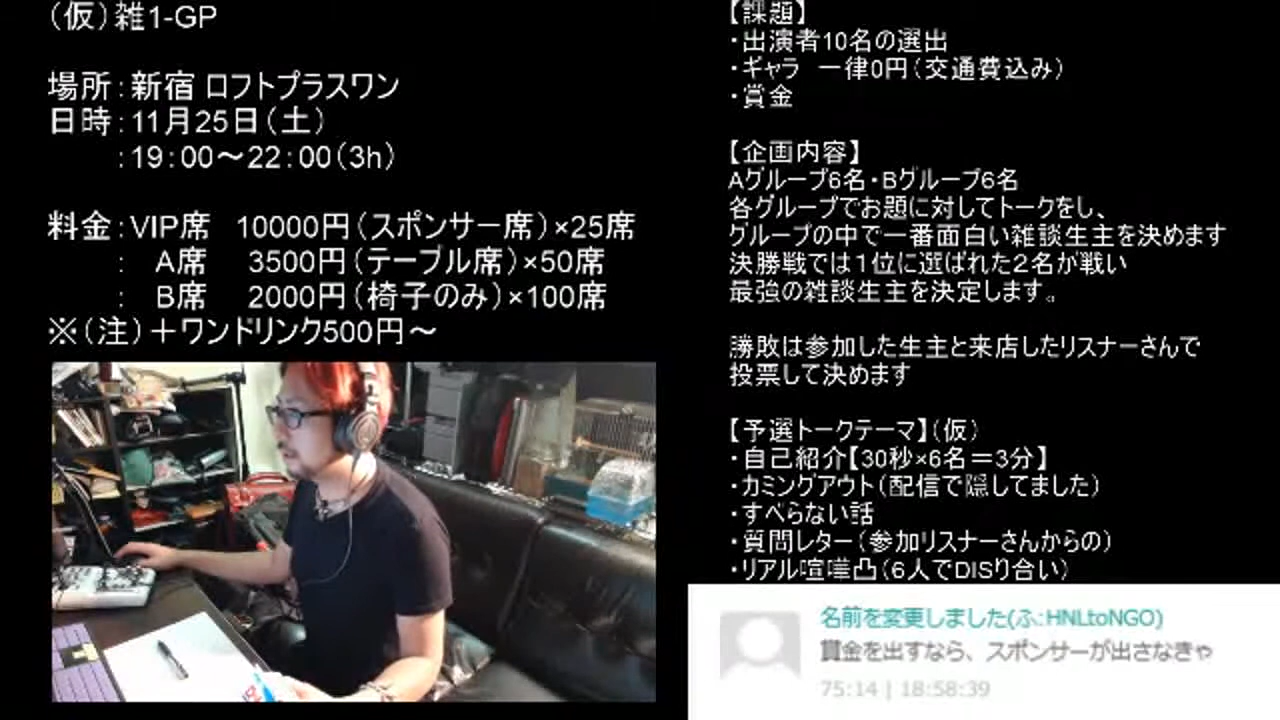 （仮）雑1-GP
場所：新宿 ロフトプラスワン
日時：11月25日（土）
：19：00～22：00（3h）
料金：VIP席　10000円（スポンサー席）×25席
：　A席　3500円（テーブル席）×50席
：　B席　2000円（椅子のみ）×100席
※（注）＋ワンドリンク500円～
【課題】
・出演者10名の選出
・ギャラ　一律0円（交通費込み）
・賞金
【企画内容】
Aグループ6名・Bグループ6名
各グループでお題に対してトークをし、
グループの中で一番面白い雑談生主を決めます
決勝戦では１位に選ばれた２名が戦い
最強の雑談生主を決定します。
勝敗は参加した生主と来店したリスナーさんで
投票して決めます
【予選トークテーマ】（仮）
・自己紹介【30秒×6名＝3分】
・カミングアウト（配信で隠してました）
・すべらない話
・質問レター（参加リスナーさんからの）
・リアル喧嘩凸（6人でDISり合い）
名前を変更しました(ふ:HNLtoNGO)
賞金を出すなら、スポンサーが出さなきゃ
75:14 | 18:58:39